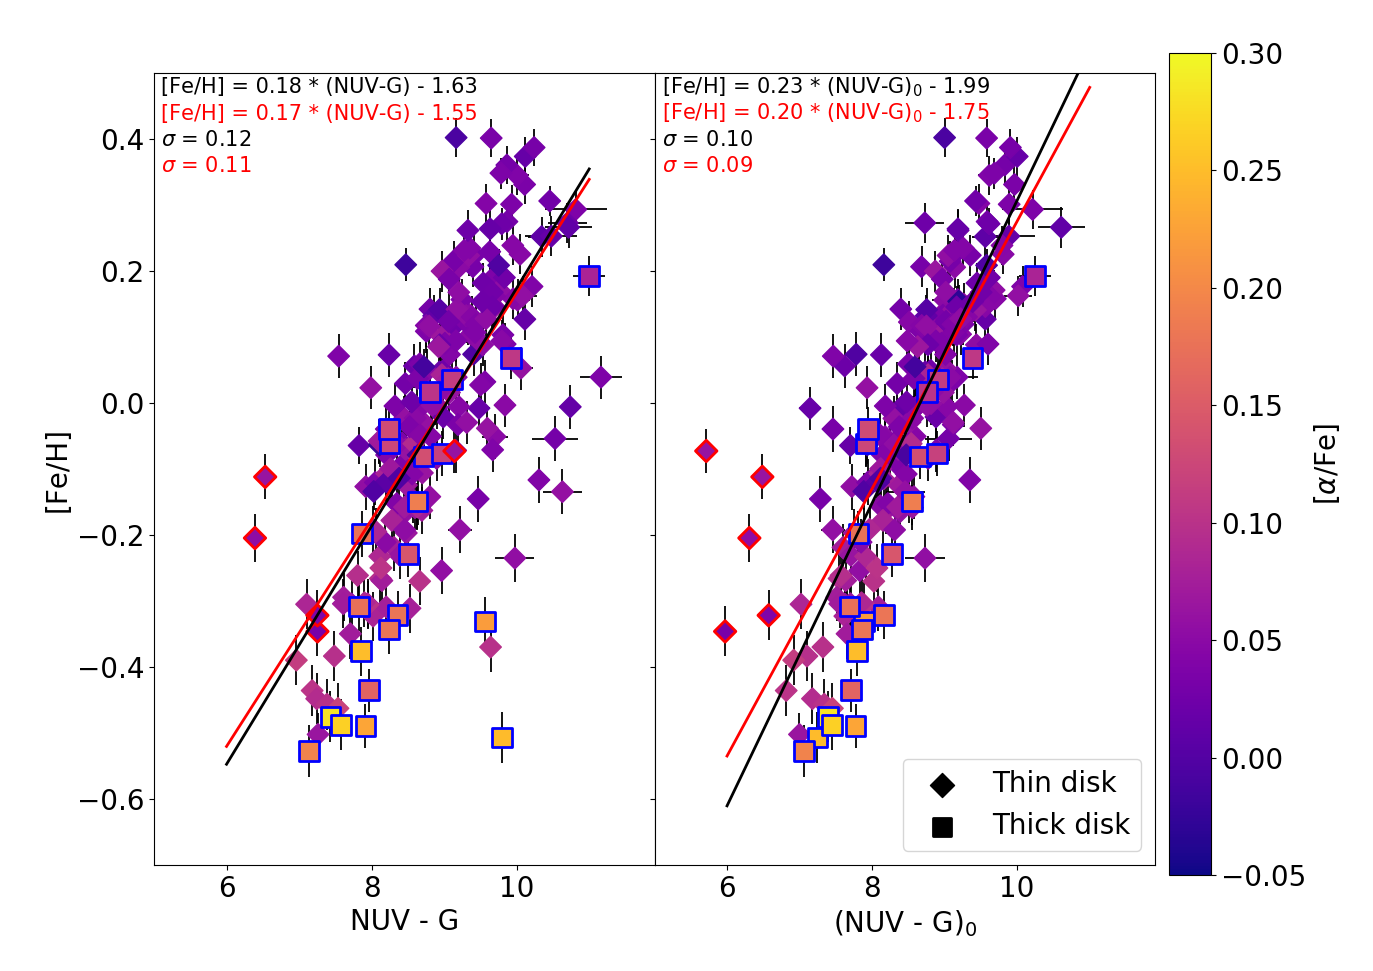 [Fe/H] = 0.18 * (NUV-G) - 1.63
[Fe/H] = 0.17 * (NUV-G) - 1.55
σ = 0.12
σ = 0.11
[Fe/H] = 0.23 * (NUV-G)₀ - 1.99
[Fe/H] = 0.20 * (NUV-G)₀ - 1.75
σ = 0.10
σ = 0.09
0.4
0.2
0.0
−0.2
−0.4
−0.6
[Fe/H]
6
8
10
NUV - G
6
8
10
(NUV - G)₀
Thin disk
Thick disk
0.30
0.25
0.20
0.15
0.10
0.05
0.00
−0.05
[α/Fe]